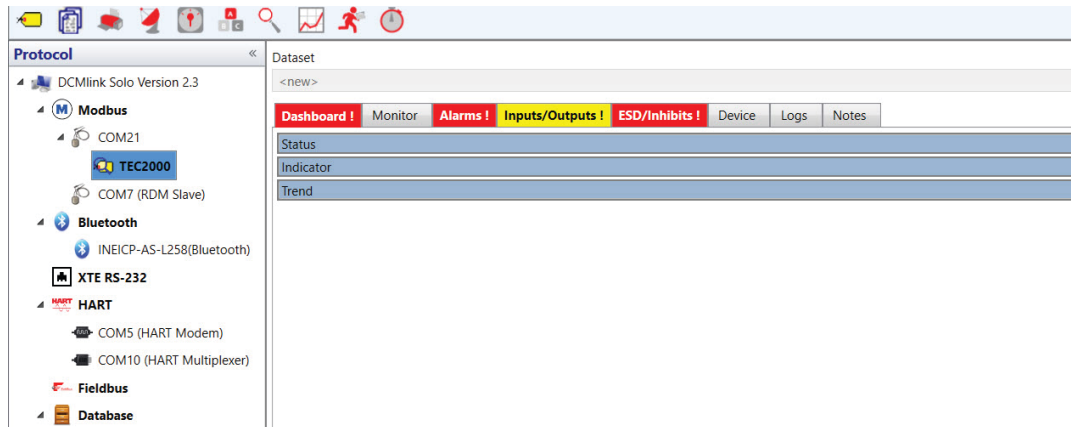 Protocol «
DCMlink Solo Version 2.3
M Modbus
COM21
TEC2000
COM7 (RDM Slave)
Bluetooth
INEICP-AS-L258(Bluetooth)
XTE RS-232
HART HART
COM5 (HART Modem)
COM10 (HART Multiplexer)
Fieldbus
Database
Dataset
<new>
Dashboard ! Monitor Alarms ! Inputs/Outputs ! ESD/Inhibits ! Device Logs Notes
Status
Indicator
Trend